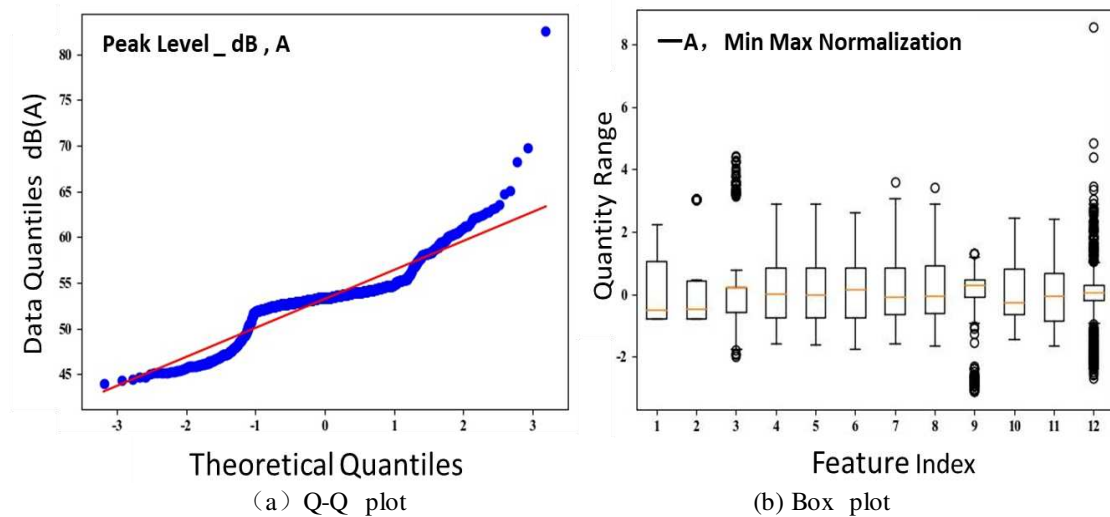 Peak Level _ dB , A
80
75
70
65
60
55
50
45
Data Quantiles dB(A)
-3 -2 -1 0 1 2 3
Theoretical Quantiles
（a）Q-Q plot
—A， Min Max Normalization
8
6
4
2
0
-2
Quantity Range
1 2 3 4 5 6 7 8 9 10 11 12
Feature Index
(b) Box plot